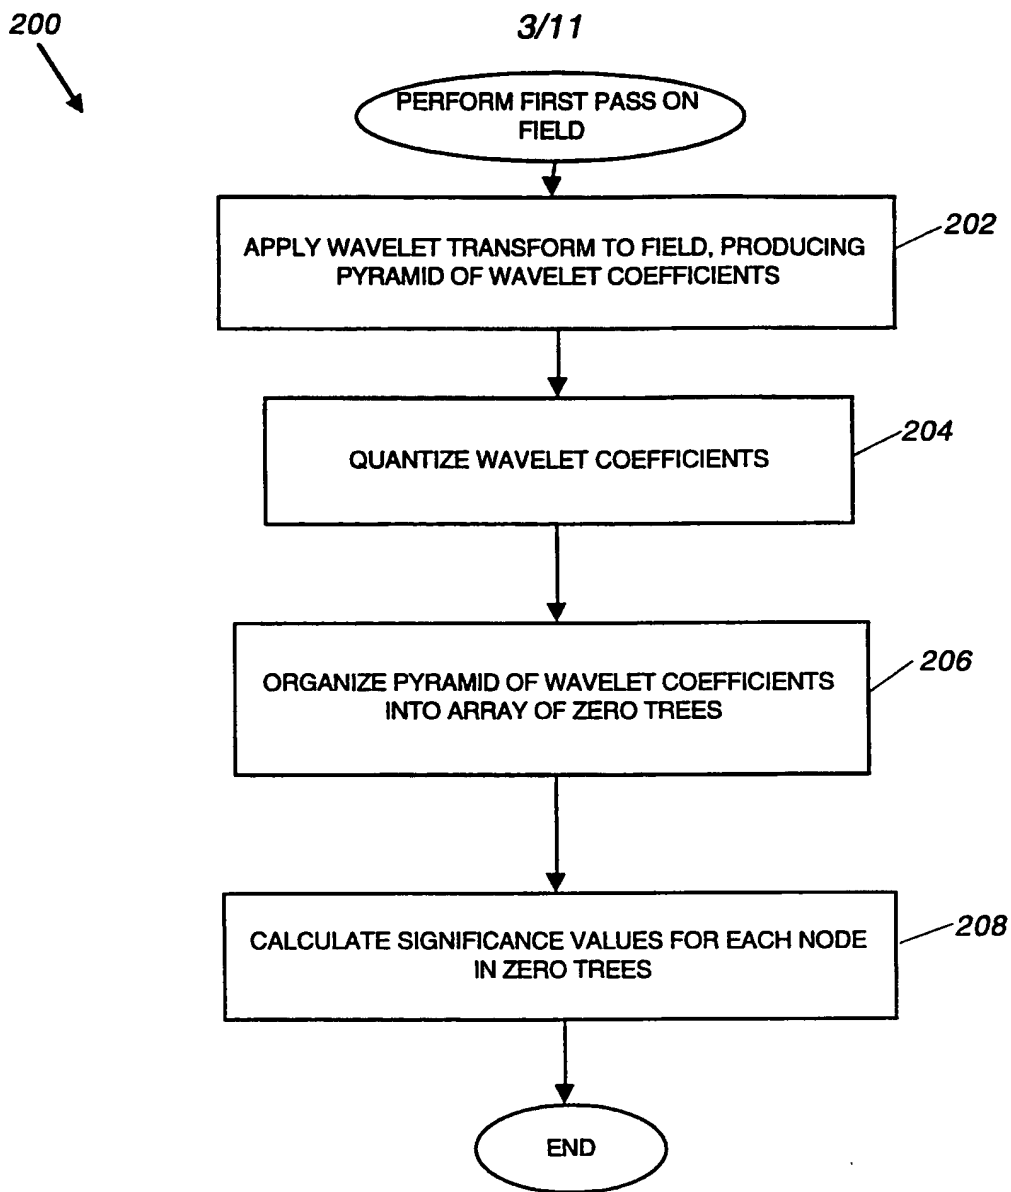 200
3/11
PERFORM FIRST PASS ON
FIELD
APPLY WAVELET TRANSFORM TO FIELD, PRODUCING
PYRAMID OF WAVELET COEFFICIENTS
202
QUANTIZE WAVELET COEFFICIENTS
204
ORGANIZE PYRAMID OF WAVELET COEFFICIENTS
INTO ARRAY OF ZERO TREES
206
CALCULATE SIGNIFICANCE VALUES FOR EACH NODE
IN ZERO TREES
208
END